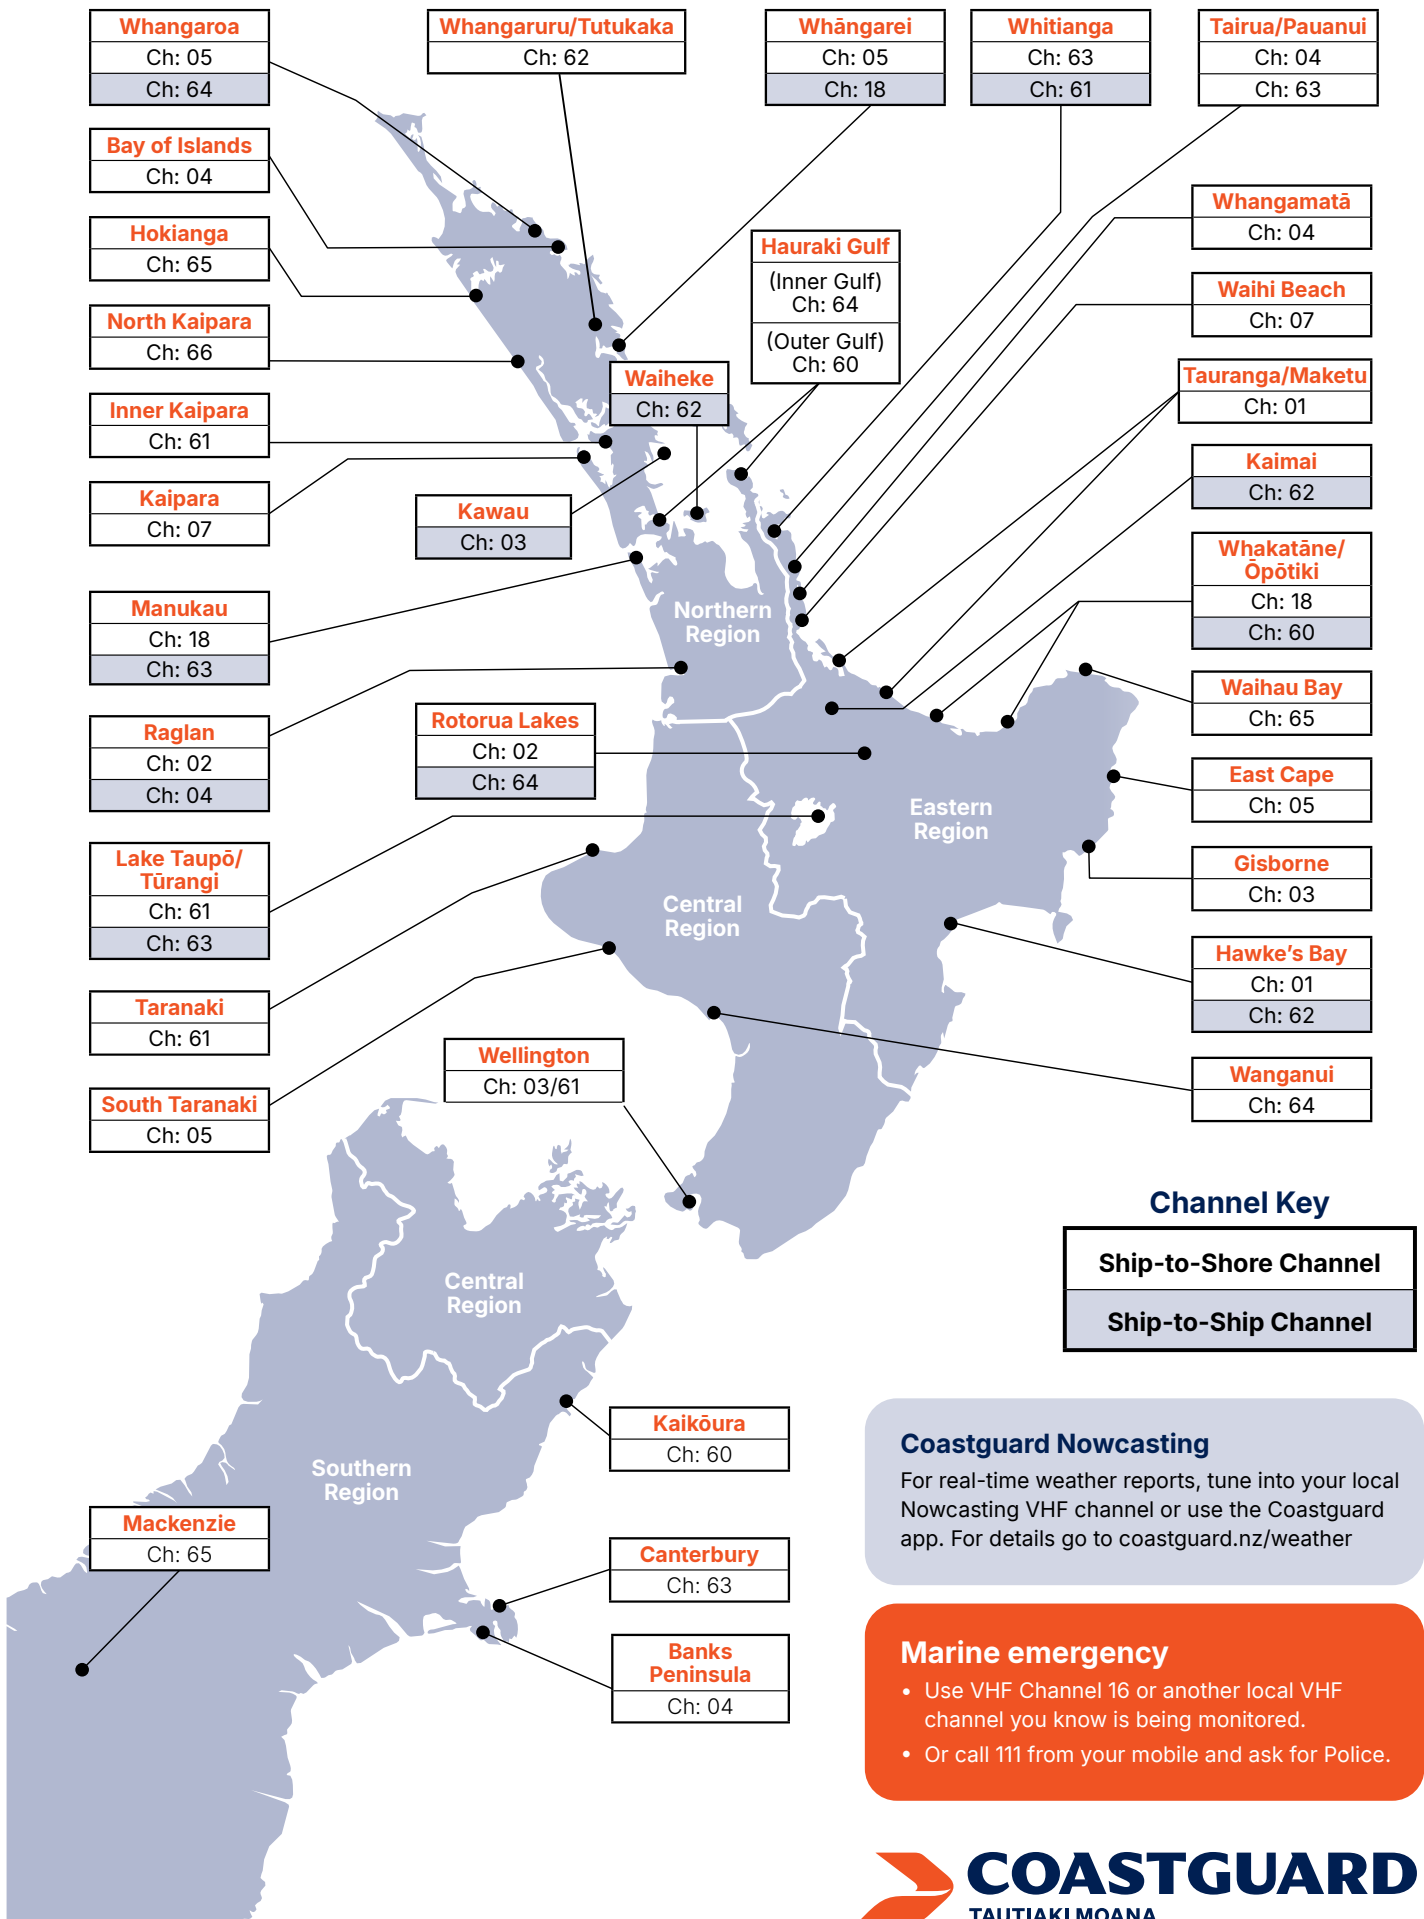 Whangaroa
Ch: 05
Ch: 64
Whangaruru/Tutukaka
Ch: 62
Whāngarei
Ch: 05
Ch: 18
Whitianga
Ch: 63
Ch: 61
Tairua/Pauanui
Ch: 04
Ch: 63
Bay of Islands
Ch: 04
Hokianga
Ch: 65
North Kaipara
Ch: 66
Inner Kaipara
Ch: 61
Kaipara
Ch: 07
Manukau
Ch: 18
Ch: 63
Raglan
Ch: 02
Ch: 04
Lake Taupō/
Tūrangi
Ch: 61
Ch: 63
Taranaki
Ch: 61
South Taranaki
Ch: 05
Hauraki Gulf
(Inner Gulf)
Ch: 64
(Outer Gulf)
Ch: 60
Waiheke
Ch: 62
Kawau
Ch: 03
Rotorua Lakes
Ch: 02
Ch: 64
Wellington
Ch: 03/61
Whangamatā
Ch: 04
Waihi Beach
Ch: 07
Tauranga/Maketu
Ch: 01
Kaimai
Ch: 62
Whakatāne/
Ōpōtiki
Ch: 18
Ch: 60
Waihau Bay
Ch: 65
East Cape
Ch: 05
Gisborne
Ch: 03
Hawke's Bay
Ch: 01
Ch: 62
Wanganui
Ch: 64
Northern
Region
Eastern
Region
Central
Region
Central
Region
Southern
Region
Kaikōura
Ch: 60
Mackenzie
Ch: 65
Canterbury
Ch: 63
Banks
Peninsula
Ch: 04
Channel Key
Ship-to-Shore Channel
Ship-to-Ship Channel
Coastguard Nowcasting
For real-time weather reports, tune into your local
Nowcasting VHF channel or use the Coastguard
app. For details go to coastguard.nz/weather
Marine emergency
• Use VHF Channel 16 or another local VHF
channel you know is being monitored.
• Or call 111 from your mobile and ask for Police.
COASTGUARD
TAUTIAKI MOANA